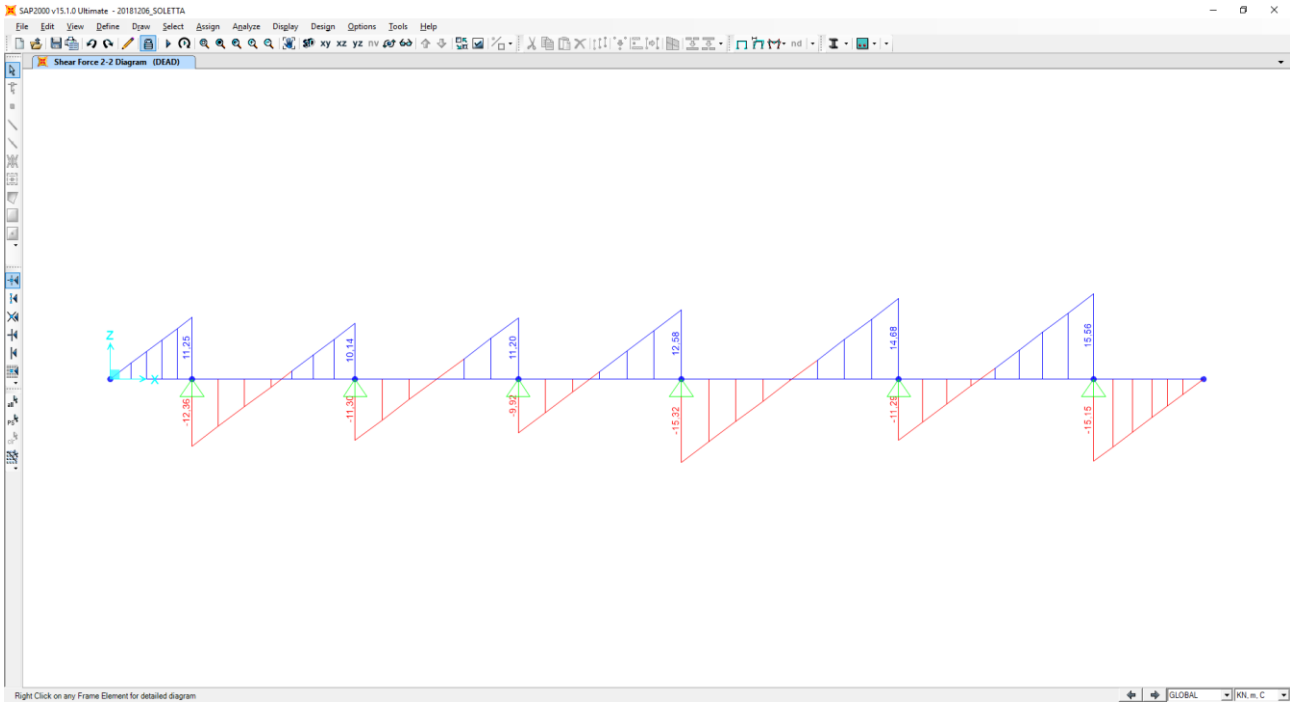 SAP2000 v15.1.0 Ultimate - 20181206_SOLETTA
File Edit View Define Draw Select Assign Analyze Display Design Options Tools Help
xy xz yz nv nd
Shear Force 2-2 Diagram (DEAD)
Z
X
11,25
10,14
11,20
12,58
14,68
15,56
-12,36
-11,30
-9,92
-15,32
-11,29
-15,15
Right Click on any Frame Element for detailed diagram
GLOBAL
KN, m, C